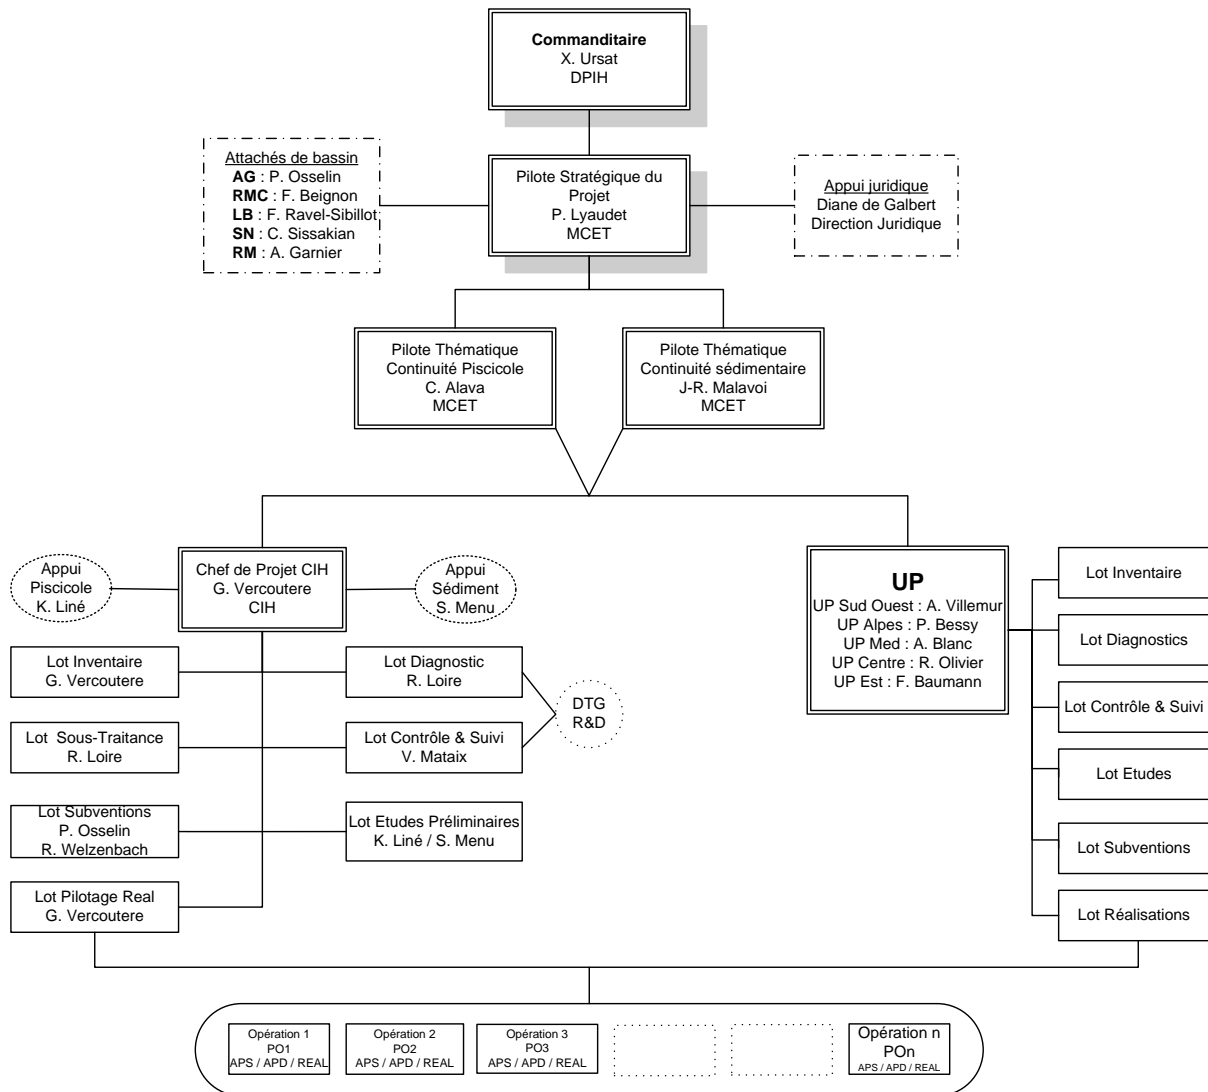 Commanditaire
X. Ursat
DPIH
Attachés de bassin
AG : P. Osselin
RMC : F. Beignon
LB : F. Ravel-Sibillot
SN : C. Sissakian
RM : A. Garnier
Pilote Stratégique du
Projet
P. Lyaudet
MCET
Appui juridique
Diane de Galbert
Direction Juridique
Pilote Thématique
Continuité Piscicole
C. Alava
MCET
Pilote Thématique
Continuité sédimentaire
J-R. Malavoi
MCET
Appui
Piscicole
K. Liné
Chef de Projet CIH
G. Vercoutere
CIH
Appui
Sédiment
S. Menu
Lot Inventaire
G. Vercoutere
Lot Diagnostic
R. Loire
Lot Sous-Traitance
R. Loire
Lot Contrôle & Suivi
V. Mataix
DTG
R&D
Lot Subventions
P. Osselin
R. Welzenbach
Lot Etudes Préliminaires
K. Liné / S. Menu
Lot Pilotage Real
G. Vercoutere
UP
UP Sud Ouest : A. Villemur
UP Alpes : P. Bessy
UP Med : A. Blanc
UP Centre : R. Olivier
UP Est : F. Baumann
Lot Inventaire
Lot Diagnostics
Lot Contrôle & Suivi
Lot Etudes
Lot Subventions
Lot Réalisations
Opération 1
PO1
APS / APD / REAL
Opération 2
PO2
APS / APD / REAL
Opération 3
PO3
APS / APD / REAL
Opération n
POn
APS / APD / REAL